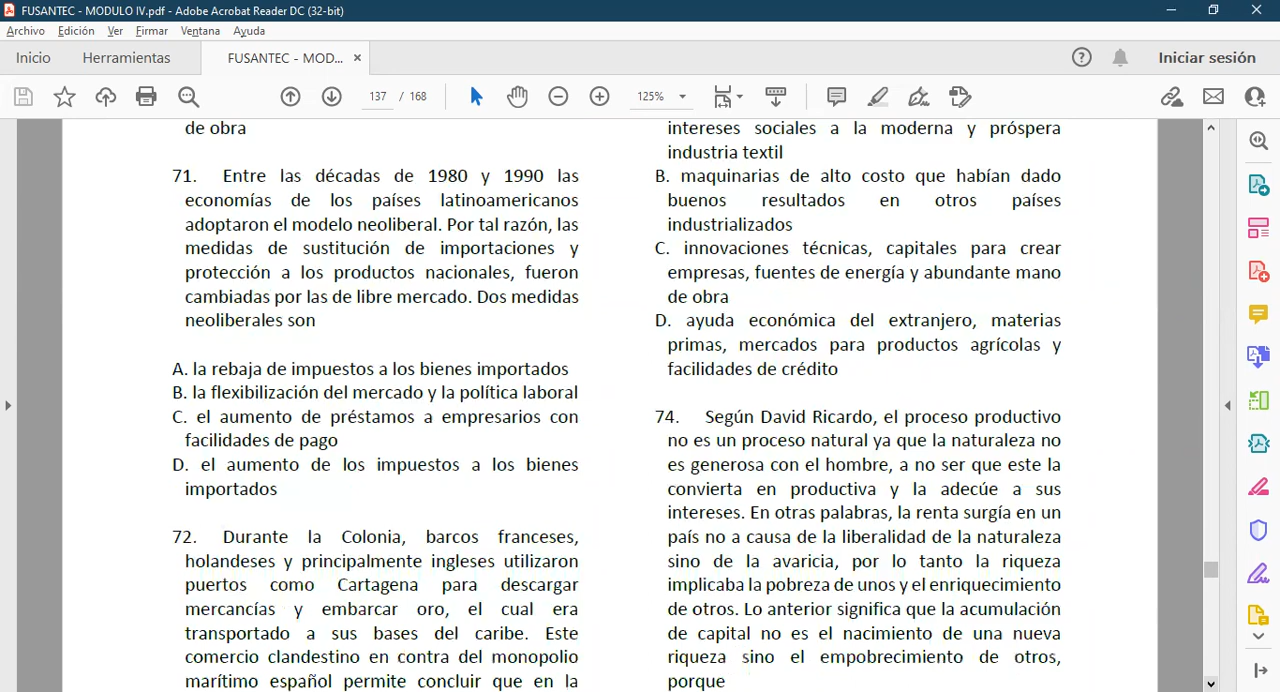 FUSANTEC - MODULO IV.pdf - Adobe Acrobat Reader DC (32-bit)
Archivo Edición Ver Firmar Ventana Ayuda
Inicio Herramientas FUSANTEC - MOD... × Iniciar sesión
137 / 168 125%
de obra
71. Entre las décadas de 1980 y 1990 las
economías de los países latinoamericanos
adoptaron el modelo neoliberal. Por tal razón, las
medidas de sustitución de importaciones y
protección a los productos nacionales, fueron
cambiadas por las de libre mercado. Dos medidas
neoliberales son
A. la rebaja de impuestos a los bienes importados
B. la flexibilización del mercado y la política laboral
C. el aumento de préstamos a empresarios con
facilidades de pago
D. el aumento de los impuestos a los bienes
importados
72. Durante la Colonia, barcos franceses,
holandeses y principalmente ingleses utilizaron
puertos como Cartagena para descargar
mercancías y embarcar oro, el cual era
transportado a sus bases del caribe. Este
comercio clandestino en contra del monopolio
marítimo español permite concluir que en la
intereses sociales a la moderna y próspera
industria textil
B. maquinarias de alto costo que habían dado
buenos resultados en otros países
industrializados
C. innovaciones técnicas, capitales para crear
empresas, fuentes de energía y abundante mano
de obra
D. ayuda económica del extranjero, materias
primas, mercados para productos agrícolas y
facilidades de crédito
74. Según David Ricardo, el proceso productivo
no es un proceso natural ya que la naturaleza no
es generosa con el hombre, a no ser que este la
convierta en productiva y la adecúe a sus
intereses. En otras palabras, la renta surgía en un
país no a causa de la liberalidad de la naturaleza
sino de la avaricia, por lo tanto la riqueza
implicaba la pobreza de unos y el enriquecimiento
de otros. Lo anterior significa que la acumulación
de capital no es el nacimiento de una nueva
riqueza sino el empobrecimiento de otros,
porque